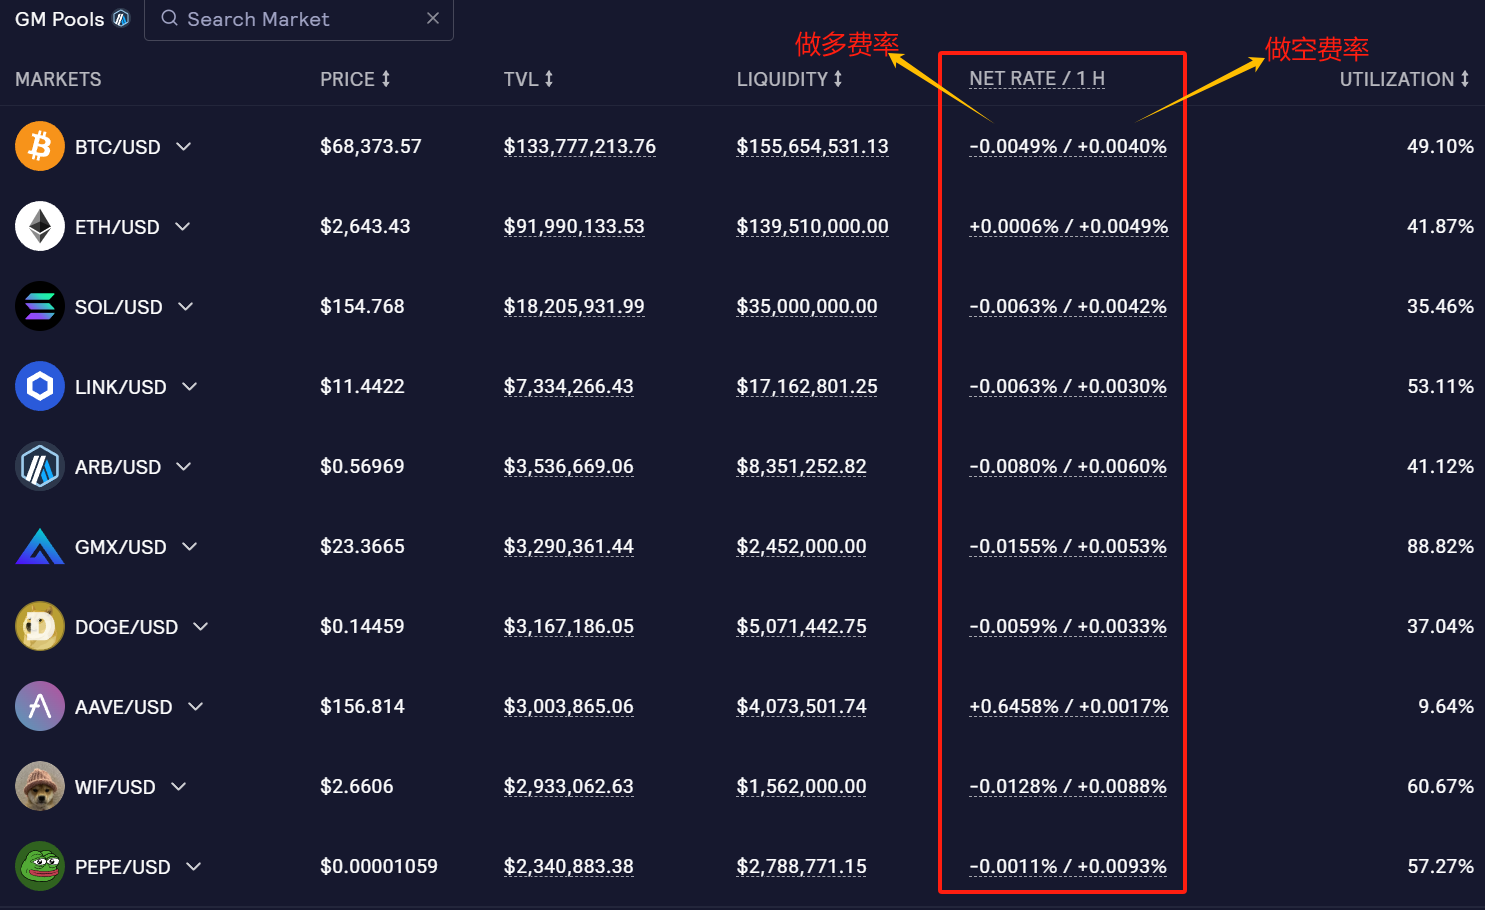 GM Pools Search Market
做多费率 做空费率
MARKETS PRICE TVL LIQUIDITY NET RATE / 1 H UTILIZATION
BTC/USD $68,373.57 $133,777,213.76 $155,654,531.13 -0.0049% / +0.0040% 49.10%
ETH/USD $2,643.43 $91,990,133.53 $139,510,000.00 +0.0006% / +0.0049% 41.87%
SOL/USD $154.768 $18,205,931.99 $35,000,000.00 -0.0063% / +0.0042% 35.46%
LINK/USD $11.4422 $7,334,266.43 $17,162,801.25 -0.0063% / +0.0030% 53.11%
ARB/USD $0.56969 $3,536,669.06 $8,351,252.82 -0.0080% / +0.0060% 41.12%
GMX/USD $23.3665 $3,290,361.44 $2,452,000.00 -0.0155% / +0.0053% 88.82%
DOGE/USD $0.14459 $3,167,186.05 $5,071,442.75 -0.0059% / +0.0033% 37.04%
AAVE/USD $156.814 $3,003,865.06 $4,073,501.74 +0.6458% / +0.0017% 9.64%
WIF/USD $2.6606 $2,933,062.63 $1,562,000.00 -0.0128% / +0.0088% 60.67%
PEPE/USD $0.00001059 $2,340,883.38 $2,788,771.15 -0.0011% / +0.0093% 57.27%